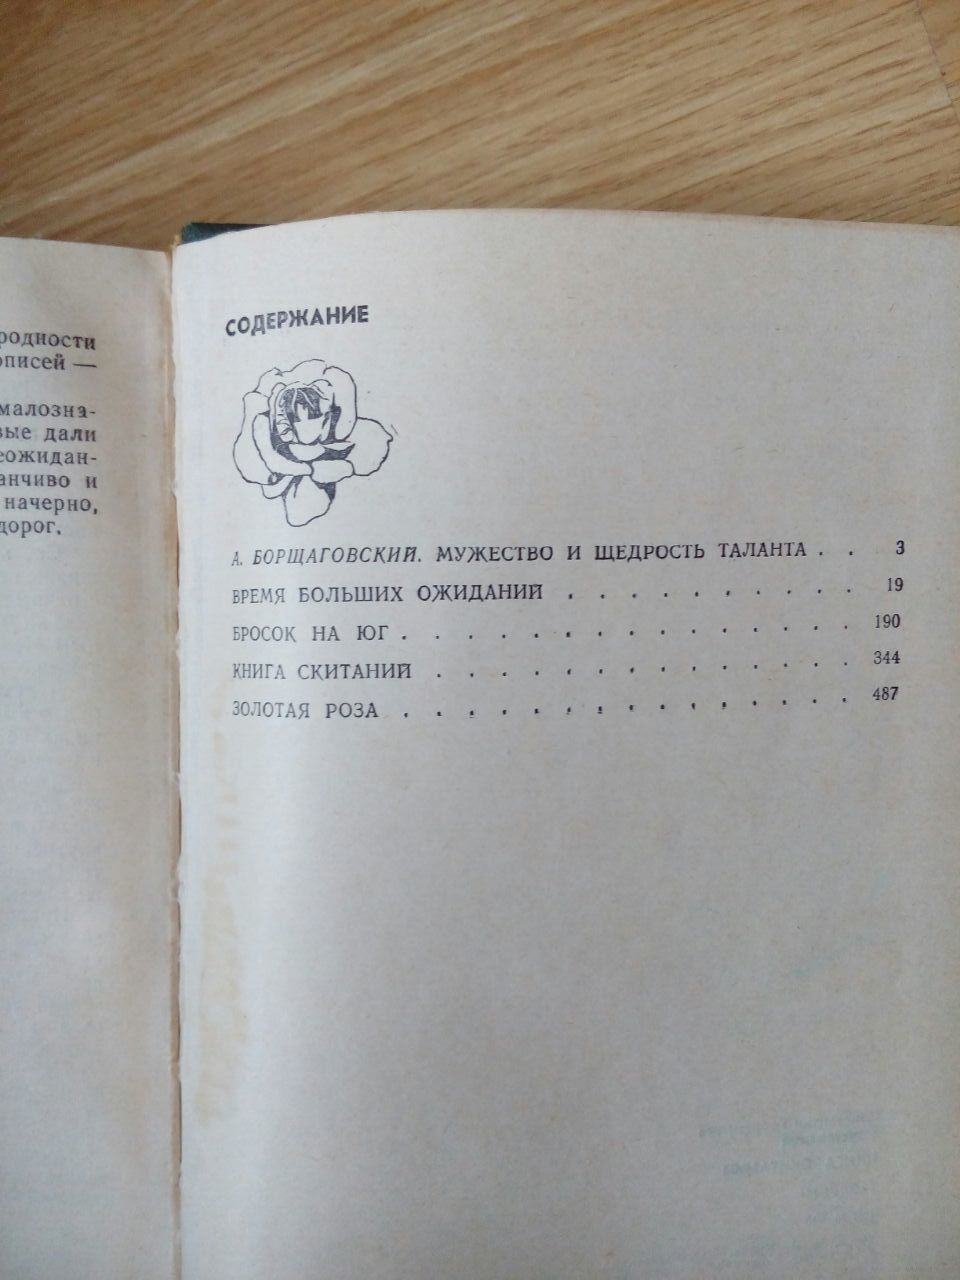 родности
описей —
малозна-
вые дали
еожидан-
анчиво и
начерно,
дорог.
СОДЕРЖАНИЕ
А. БОРЩАГОВСКИЙ. МУЖЕСТВО И ЩЕДРОСТЬ ТАЛАНТА . . 3
ВРЕМЯ БОЛЬШИХ ОЖИДАНИЙ . . . . . . . . . . 19
БРОСОК НА ЮГ . . . . . . . . . . . . . . . 190
КНИГА СКИТАНИЙ . . . . . . . . . . . . . 344
ЗОЛОТАЯ РОЗА . . . . . . . . . . . . . . 487